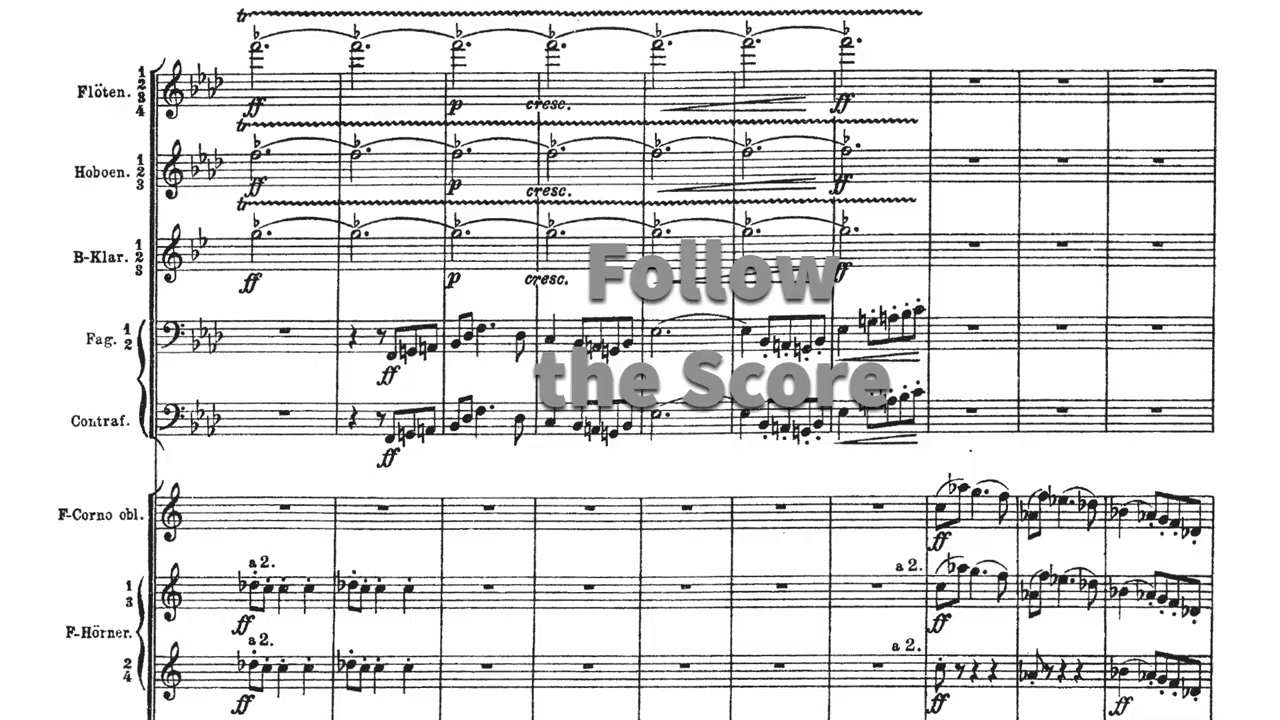 tr
Flöten. 1 2 3 4
ff p cresc. ff
tr
Hoboen. 1 2 3
ff p cresc. ff
tr
B-Klar. 1 2 3
ff p cresc. ff
Follow
the Score
Fag. 1 2
ff
Contraf.
ff
F-Corno obl.
ff
a 2. a 2.
1 3
ff ff
F-Hörner.
a 2. a 2.
2 4
ff ff